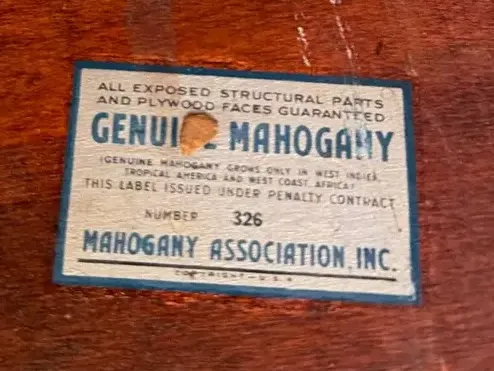 ALL EXPOSED STRUCTURAL PARTS
AND PLYWOOD FACES GUARANTEED
GENUINE MAHOGANY
(GENUINE MAHOGANY GROWS ONLY IN WEST INDIES,
TROPICAL AMERICA AND WEST COAST AFRICA)
THIS LABEL ISSUED UNDER PENALTY CONTRACT
NUMBER 326
MAHOGANY ASSOCIATION, INC.
COPYRIGHT - U.S.A